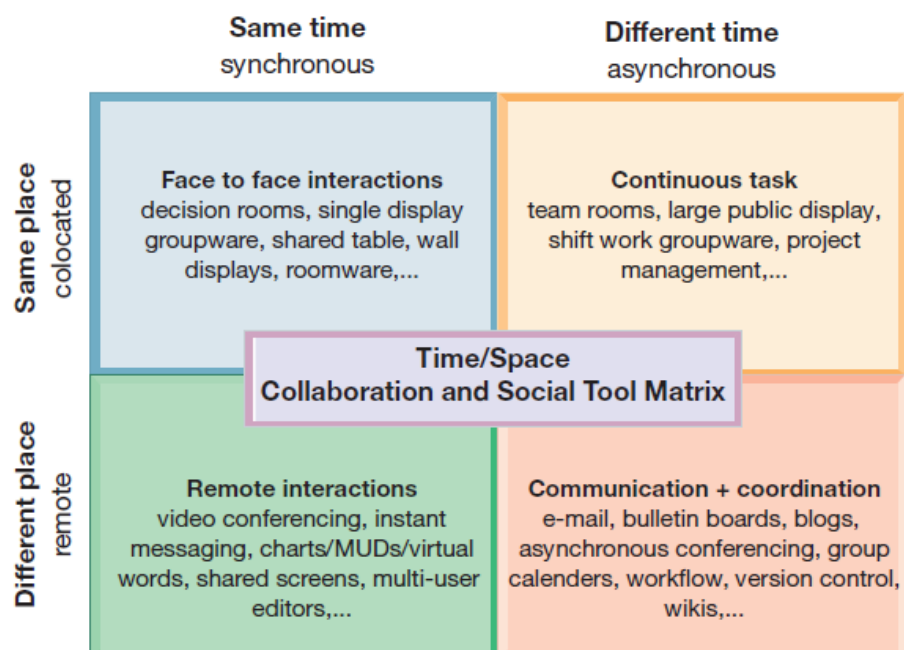 Same time
synchronous
Different time
asynchronous
Same place
colocated
Face to face interactions
decision rooms, single display
groupware, shared table, wall
displays, roomware,...
Continuous task
team rooms, large public display,
shift work groupware, project
management,...
Time/Space
Collaboration and Social Tool Matrix
Different place
remote
Remote interactions
video conferencing, instant
messaging, charts/MUDs/virtual
words, shared screens, multi-user
editors,...
Communication + coordination
e-mail, bulletin boards, blogs,
asynchronous conferencing, group
calenders, workflow, version control,
wikis,...